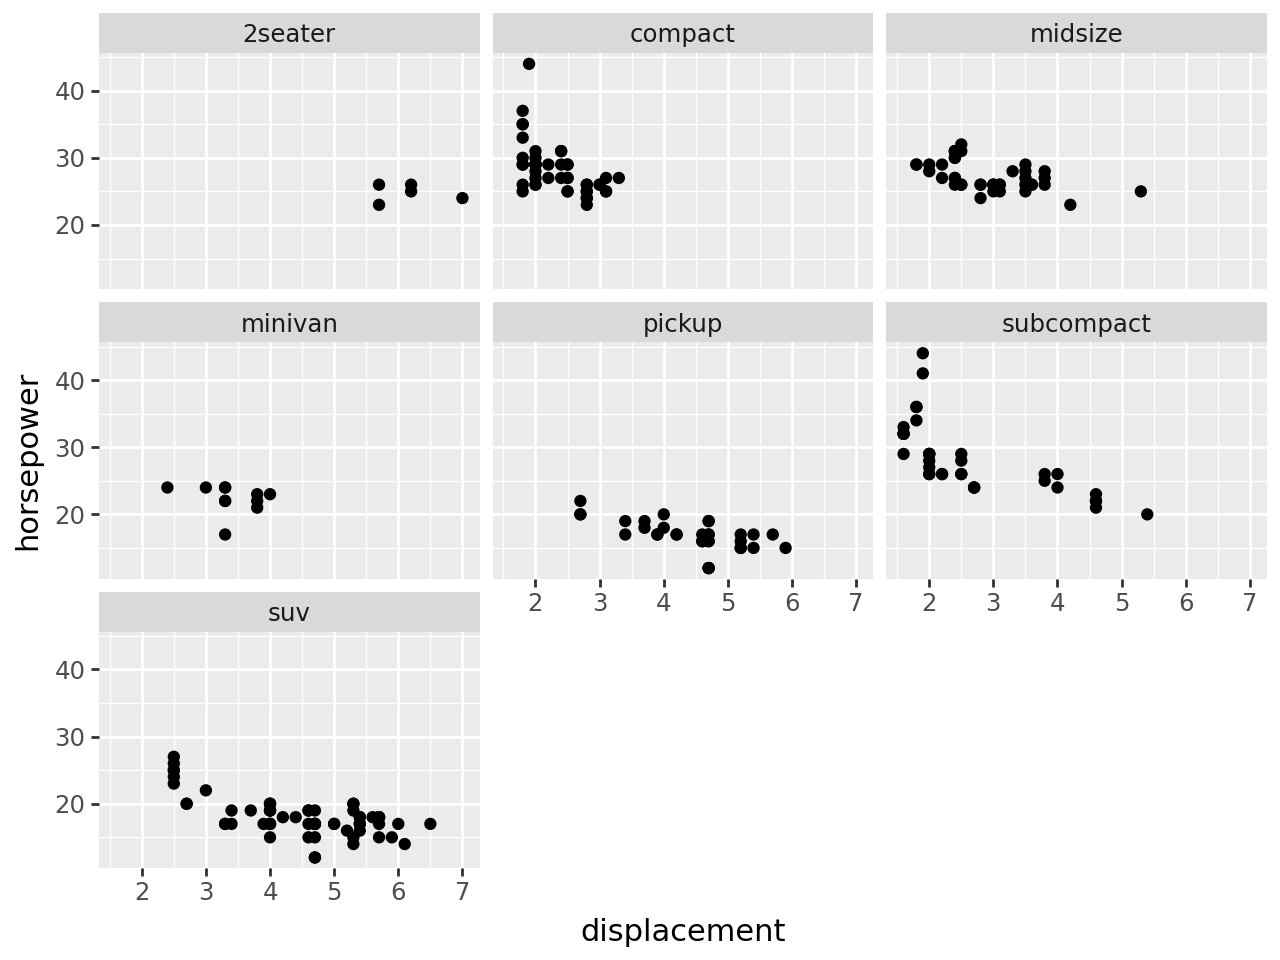 2seater compact midsize
40
30
20
minivan pickup subcompact
horsepower
40
30
20
2 3 4 5 6 7 2 3 4 5 6 7
suv
40
30
20
2 3 4 5 6 7
displacement